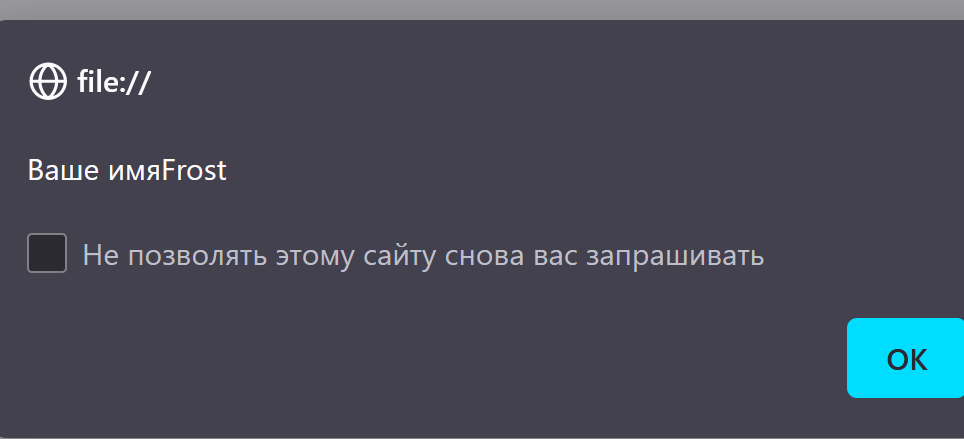 file://
Ваше имяFrost
Не позволять этому сайту снова вас запрашивать
OK